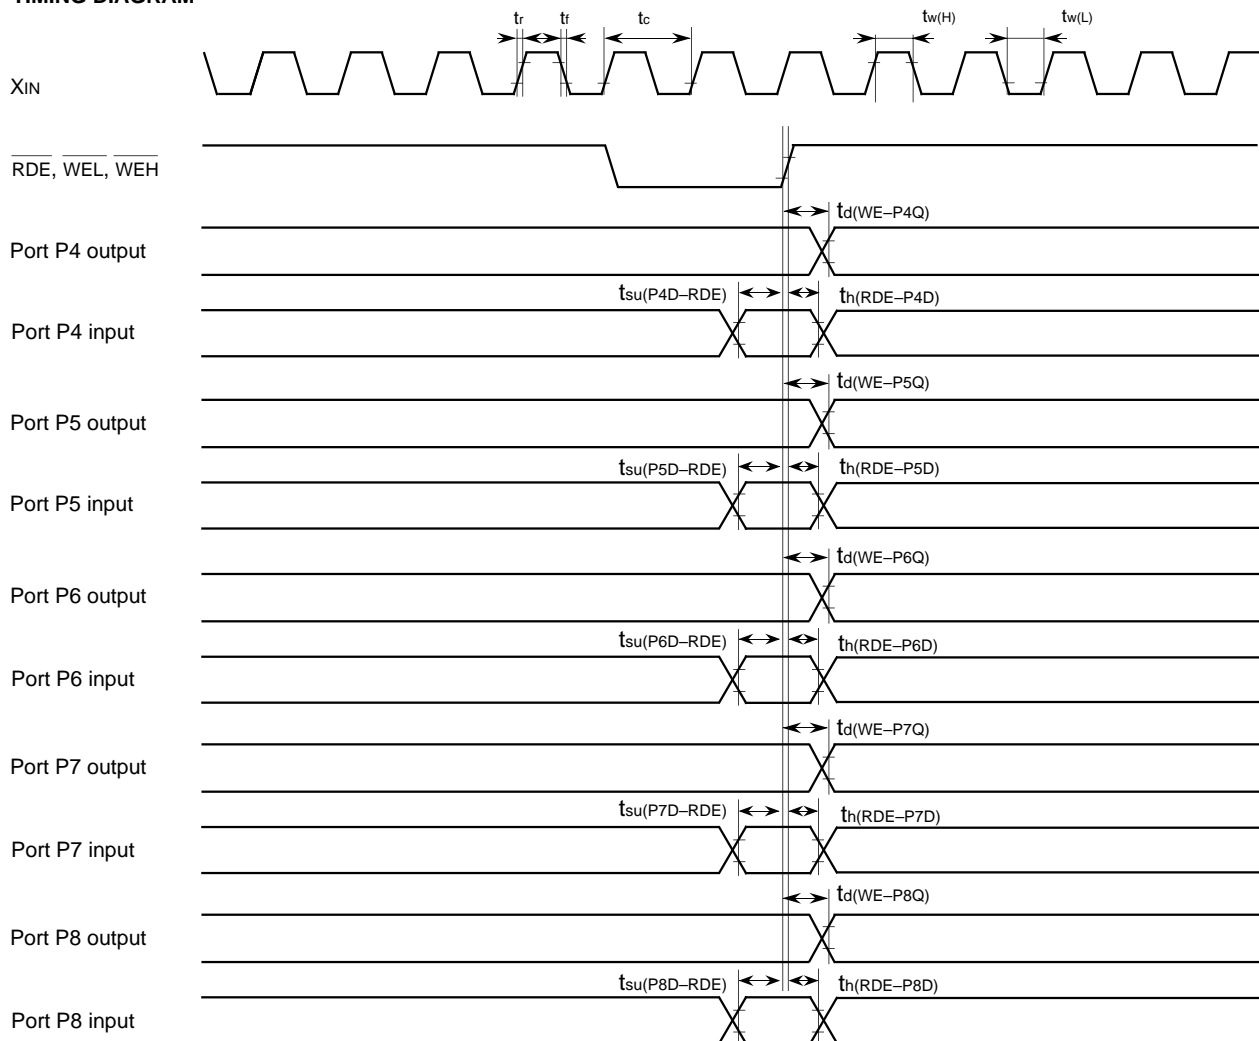 TIMING DIAGRAM
tr tf tc tw(H) tw(L)
XIN
RDE, WEL, WEH
td(WE–P4Q)
Port P4 output
tsu(P4D–RDE) th(RDE–P4D)
Port P4 input
td(WE–P5Q)
Port P5 output
tsu(P5D–RDE) th(RDE–P5D)
Port P5 input
td(WE–P6Q)
Port P6 output
tsu(P6D–RDE) th(RDE–P6D)
Port P6 input
td(WE–P7Q)
Port P7 output
tsu(P7D–RDE) th(RDE–P7D)
Port P7 input
td(WE–P8Q)
Port P8 output
tsu(P8D–RDE) th(RDE–P8D)
Port P8 input